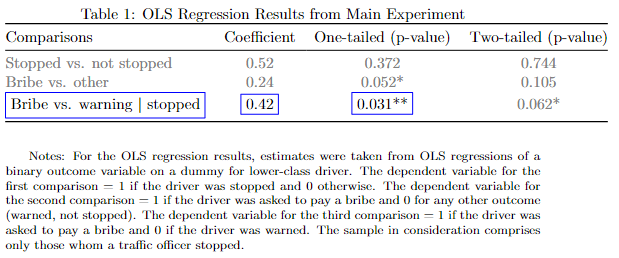 Table 1: OLS Regression Results from Main Experiment
Comparisons Coefficient One-tailed (p-value) Two-tailed (p-value)
Stopped vs. not stopped 0.52 0.372 0.744
Bribe vs. other 0.24 0.052* 0.105
Bribe vs. warning | stopped 0.42 0.031** 0.062*
Notes: For the OLS regression results, estimates were taken from OLS regressions of a
binary outcome variable on a dummy for lower-class driver. The dependent variable for the
first comparison = 1 if the driver was stopped and 0 otherwise. The dependent variable for
the second comparison = 1 if the driver was asked to pay a bribe and 0 for any other outcome
(warned, not stopped). The dependent variable for the third comparison = 1 if the driver was
asked to pay a bribe and 0 if the driver was warned. The sample in consideration comprises
only those whom a traffic officer stopped.